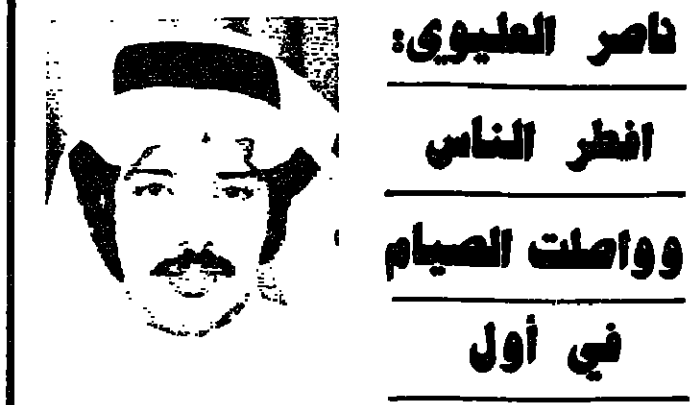 ناصر العليوي:
افطر الناس
وواصلت الصيام
في أول